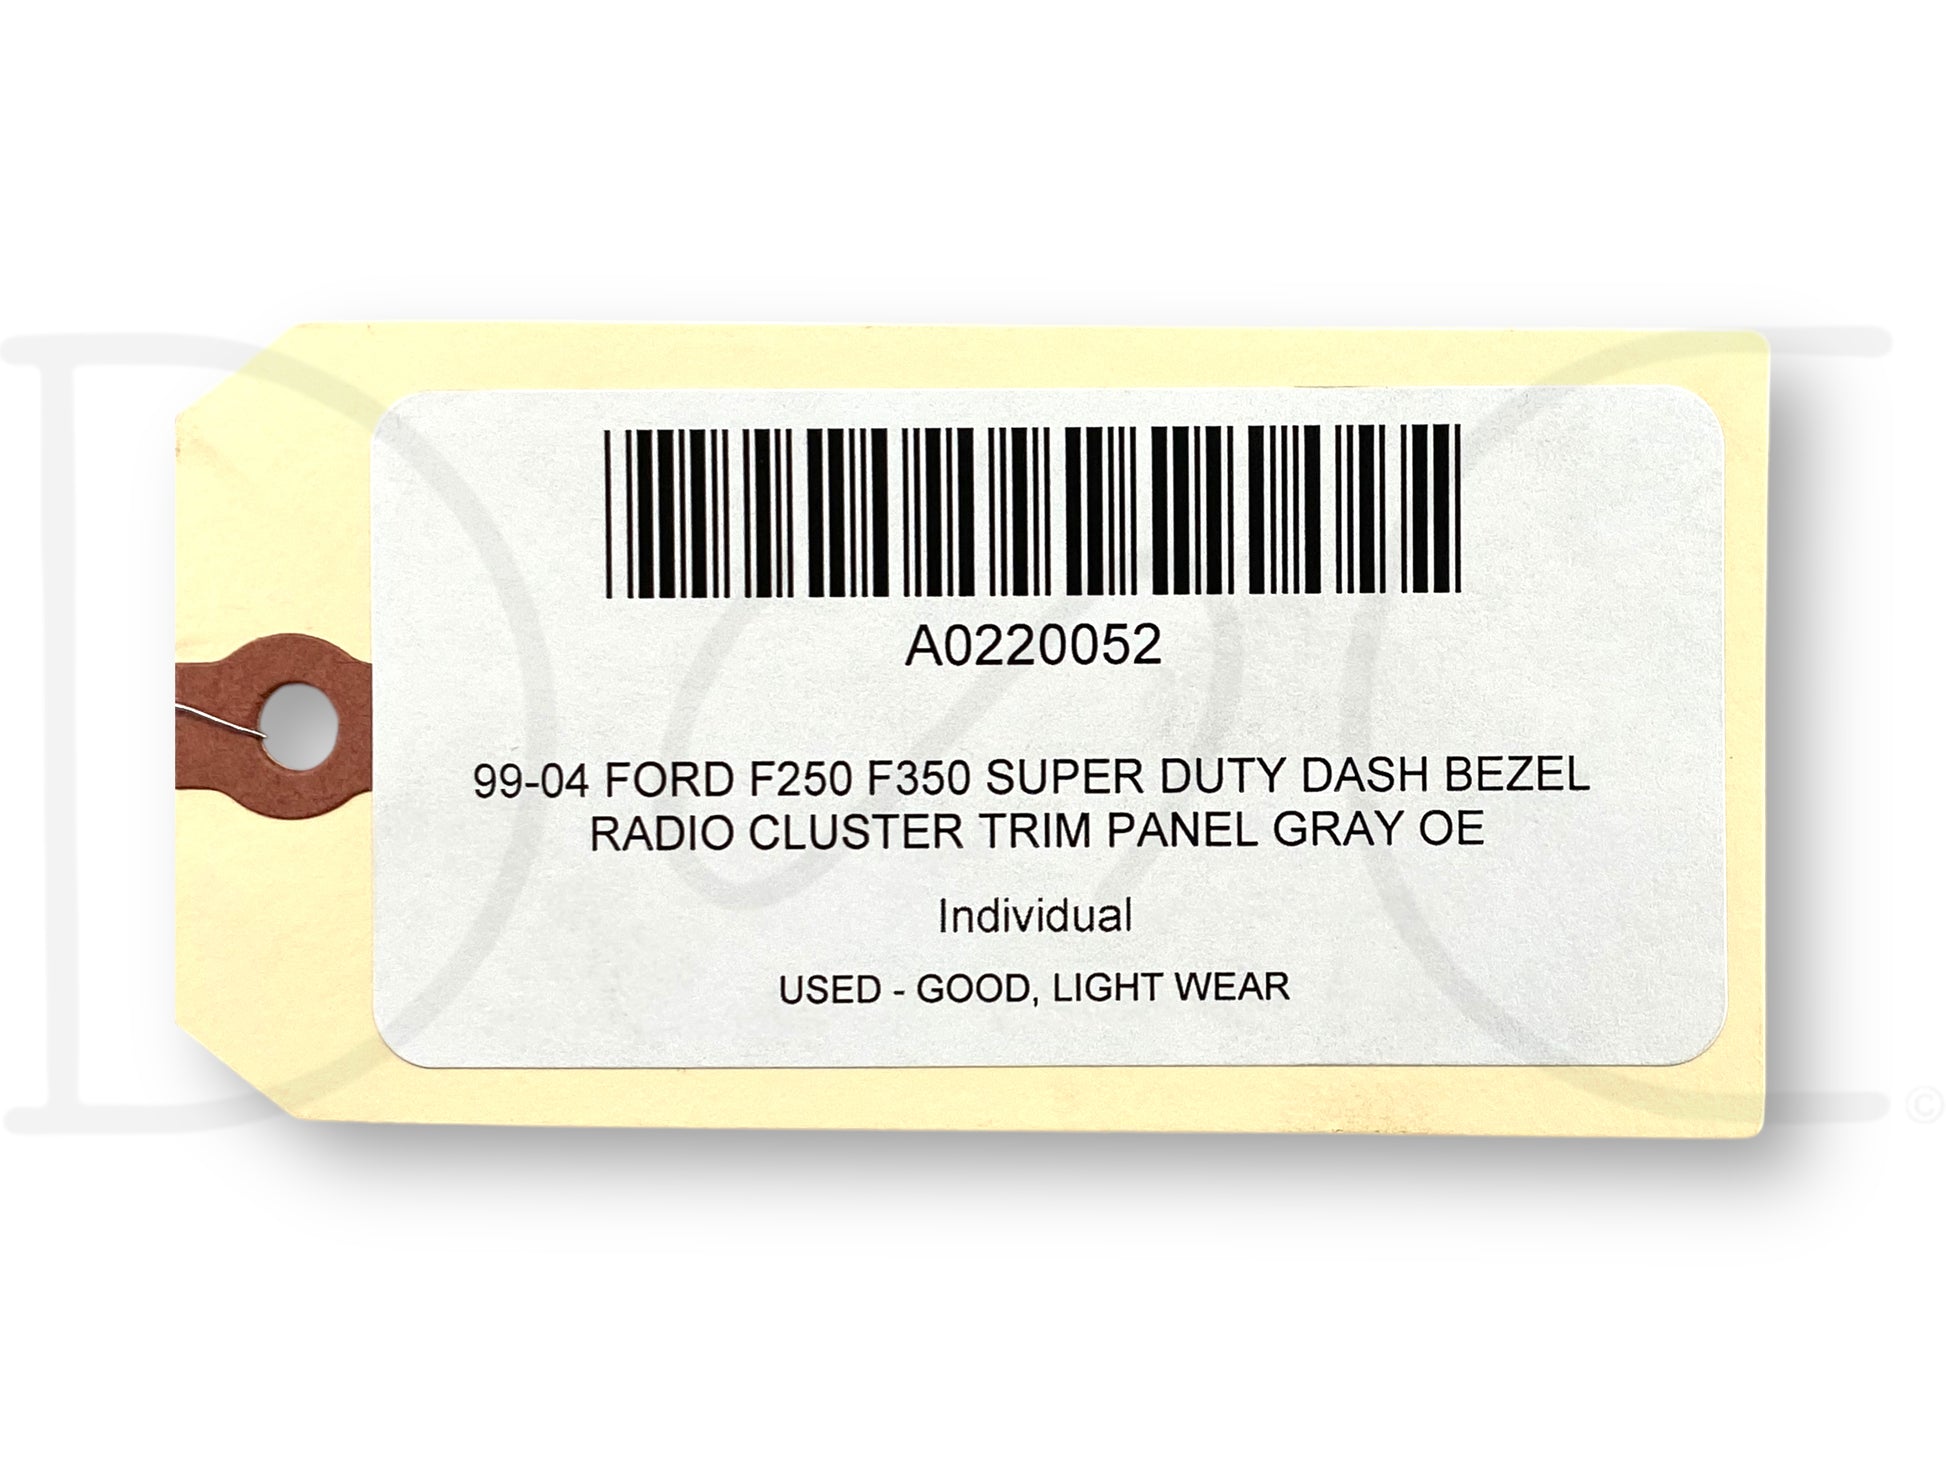 A0220052
99-04 FORD F250 F350 SUPER DUTY DASH BEZEL
RADIO CLUSTER TRIM PANEL GRAY OE
Individual
USED - GOOD, LIGHT WEAR
©